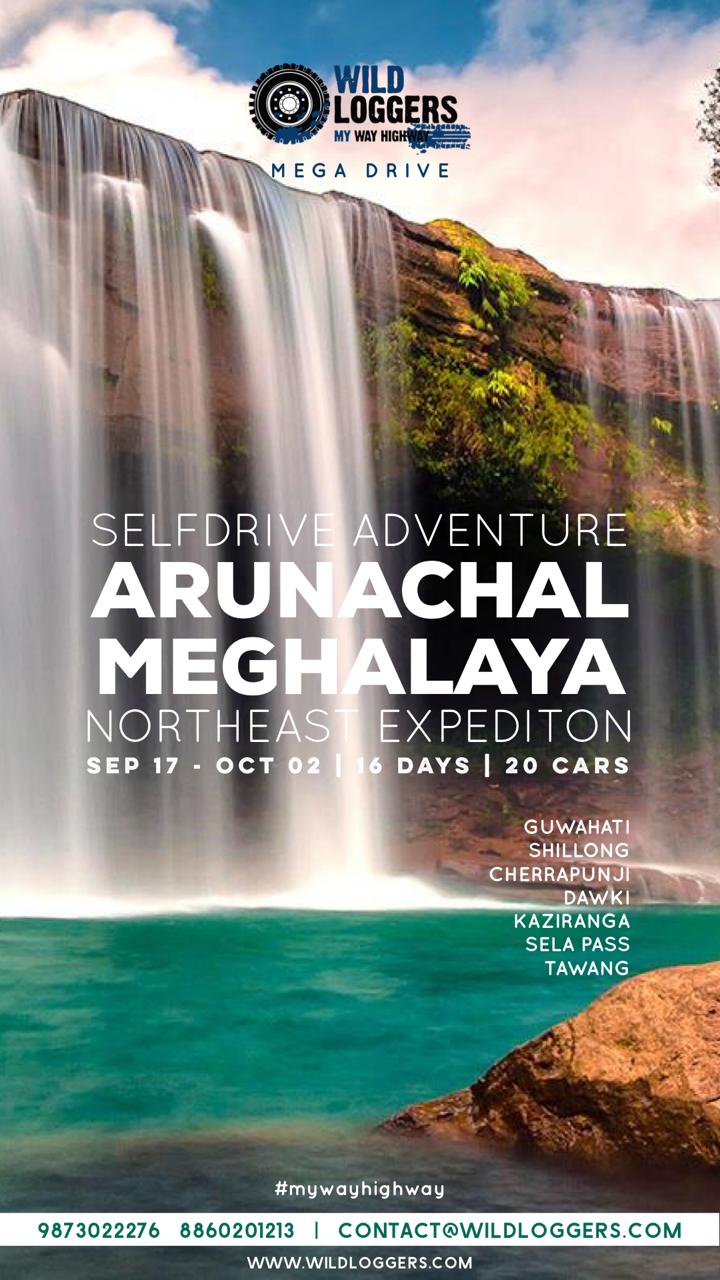 WILD
LOGGERS
MY WAY HIGHWAY
MEGA DRIVE
SELFDRIVE ADVENTURE
ARUNACHAL
MEGHALAYA
NORTHEAST EXPEDITON
SEP 17 - OCT 02 | 16 DAYS | 20 CARS
GUWAHATI
SHILLONG
CHERRAPUNJI
DAWKI
KAZIRANGA
SELA PASS
TAWANG
#mywayhighway
9873022276 8860201213 | CONTACT@WILDLOGGERS.COM
WWW.WILDLOGGERS.COM